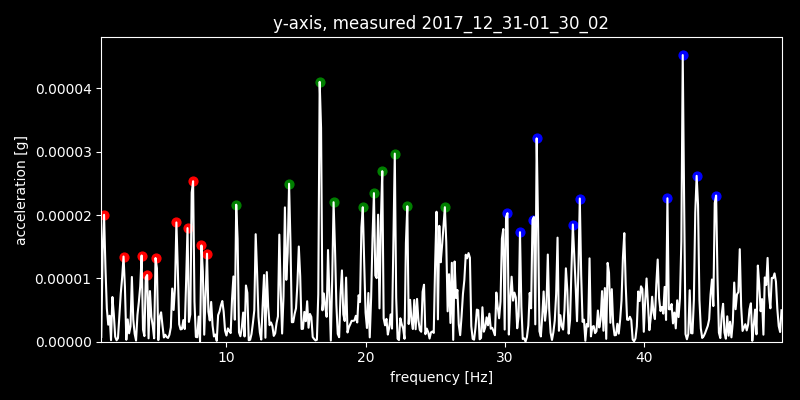 y-axis, measured 2017_12_31-01_30_02
0.00004
0.00003
0.00002
0.00001
0.00000
acceleration [g]
10 20 30 40
frequency [Hz]